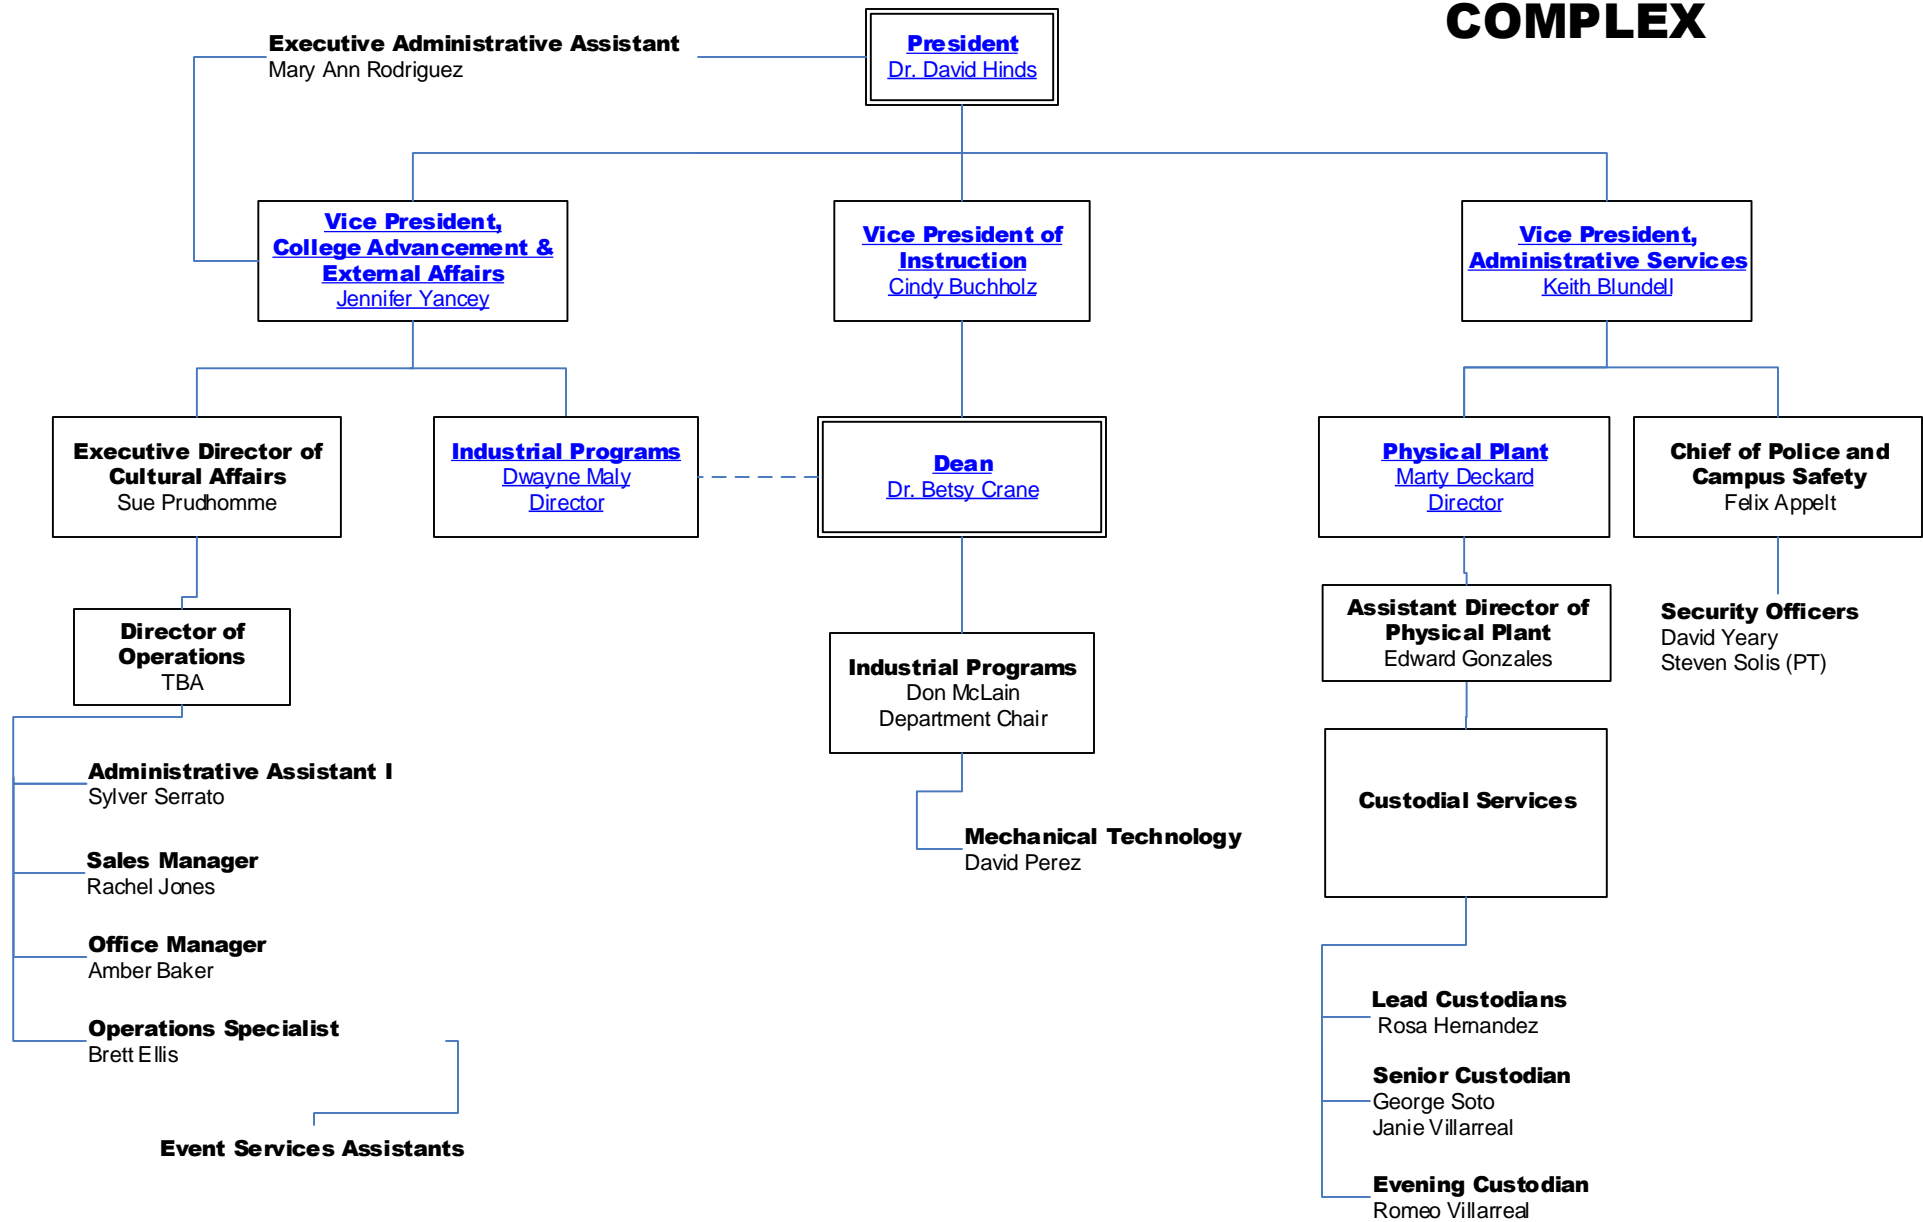 COMPLEX
Executive Administrative Assistant
Mary Ann Rodriguez
President
Dr. David Hinds
Vice President,
College Advancement &
External Affairs
Jennifer Yancey
Vice President of
Instruction
Cindy Buchholz
Vice President,
Administrative Services
Keith Blundell
Executive Director of
Cultural Affairs
Sue Prudhomme
Industrial Programs
Dwayne Maly
Director
Dean
Dr. Betsy Crane
Physical Plant
Marty Deckard
Director
Chief of Police and
Campus Safety
Felix Appelt
Director of
Operations
TBA
Industrial Programs
Don McLain
Department Chair
Assistant Director of
Physical Plant
Edward Gonzales
Security Officers
David Yeary
Steven Solis (PT)
Administrative Assistant I
Sylver Serrato
Sales Manager
Rachel Jones
Office Manager
Amber Baker
Operations Specialist
Brett Ellis
Event Services Assistants
Mechanical Technology
David Perez
Custodial Services
Lead Custodians
Rosa Hernandez
Senior Custodian
George Soto
Janie Villarreal
Evening Custodian
Romeo Villarreal